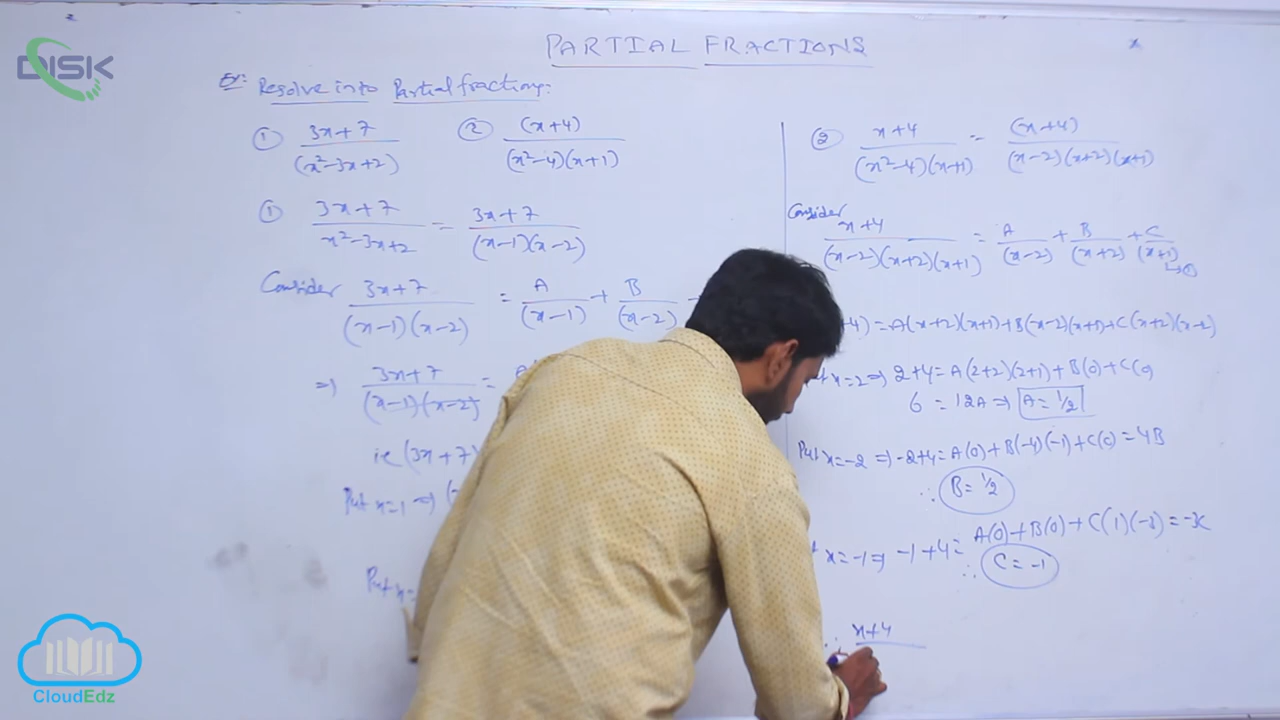 DISK
PARTIAL FRACTIONS
Ex: Resolve into Partial fractions:
① 3x+7 / (x²-3x+2) ② (x+4) / (x²-4)(x+1)
① 3x+7 / x²-3x+2 = 3x+7 / (x-1)(x-2)
Consider 3x+7 / (x-1)(x-2) = A / (x-1) + B / (x-2)
⇒ 3x+7 / (x-1)(x-2) =
ie (3x+7)
Put x=1 ⇒
Put x=
② x+4 / (x²-4)(x+1) = (x+4) / (x-2)(x+2)(x+1)
Consider x+4 / (x-2)(x+2)(x+1) = A / (x-2) + B / (x+2) + C / (x+1) → ①
4) = A(x+2)(x+1)+B(x-2)(x+1)+C(x+2)(x-2)
x=2 ⇒ 2+4 = A(2+2)(2+1)+B(0)+C(0)
6 = 12A ⇒ A = 1/2
Put x=-2 ⇒ -2+4 = A(0)+B(-4)(-1)+C(0) = 4B
∴ B = 1/2
x=-1 ⇒ -1+4 = A(0)+B(0)+C(1)(-3) = -3C
∴ C = -1
∴ x+4
CloudEdz